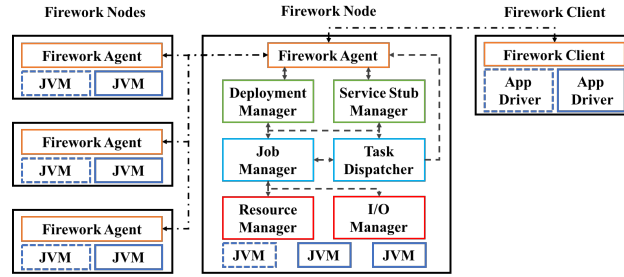 Firework Nodes
Firework Agent
JVM
JVM
Firework Agent
JVM
JVM
Firework Agent
JVM
JVM
Firework Node
Firework Agent
Deployment
Manager
Service Stub
Manager
Job
Manager
Task
Dispatcher
Resource
Manager
I/O
Manager
JVM
JVM
JVM
Firework Client
Firework Client
App
Driver
App
Driver